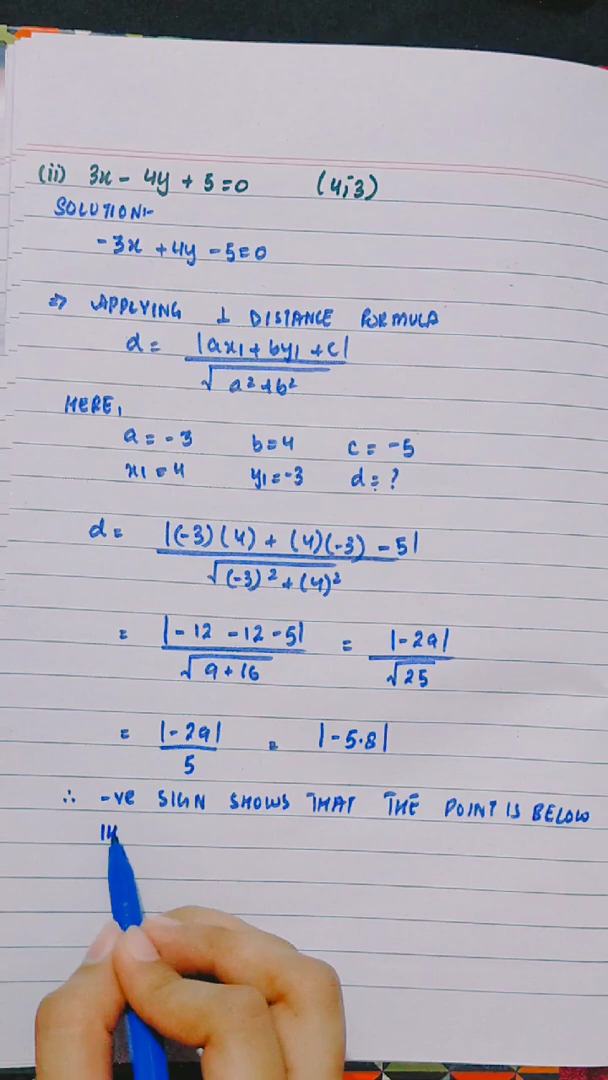 (ii) 3x - 4y + 5 = 0 (4,-3)
SOLUTION:-
-3x + 4y - 5 = 0
=> APPLYING ⊥ DISTANCE FORMULA
d = |ax₁ + by₁ + c| / √a² + b²
HERE,
a = -3 b = 4 c = -5
x₁ = 4 y₁ = -3 d = ?
d = |(-3)(4) + (4)(-3) - 5| / √(-3)² + (4)²
= |-12 - 12 - 5| / √9 + 16 = |-29| / √25
= |-29| / 5 = |-5.8|
∴ -ve SIGN SHOWS THAT THE POINT IS BELOW